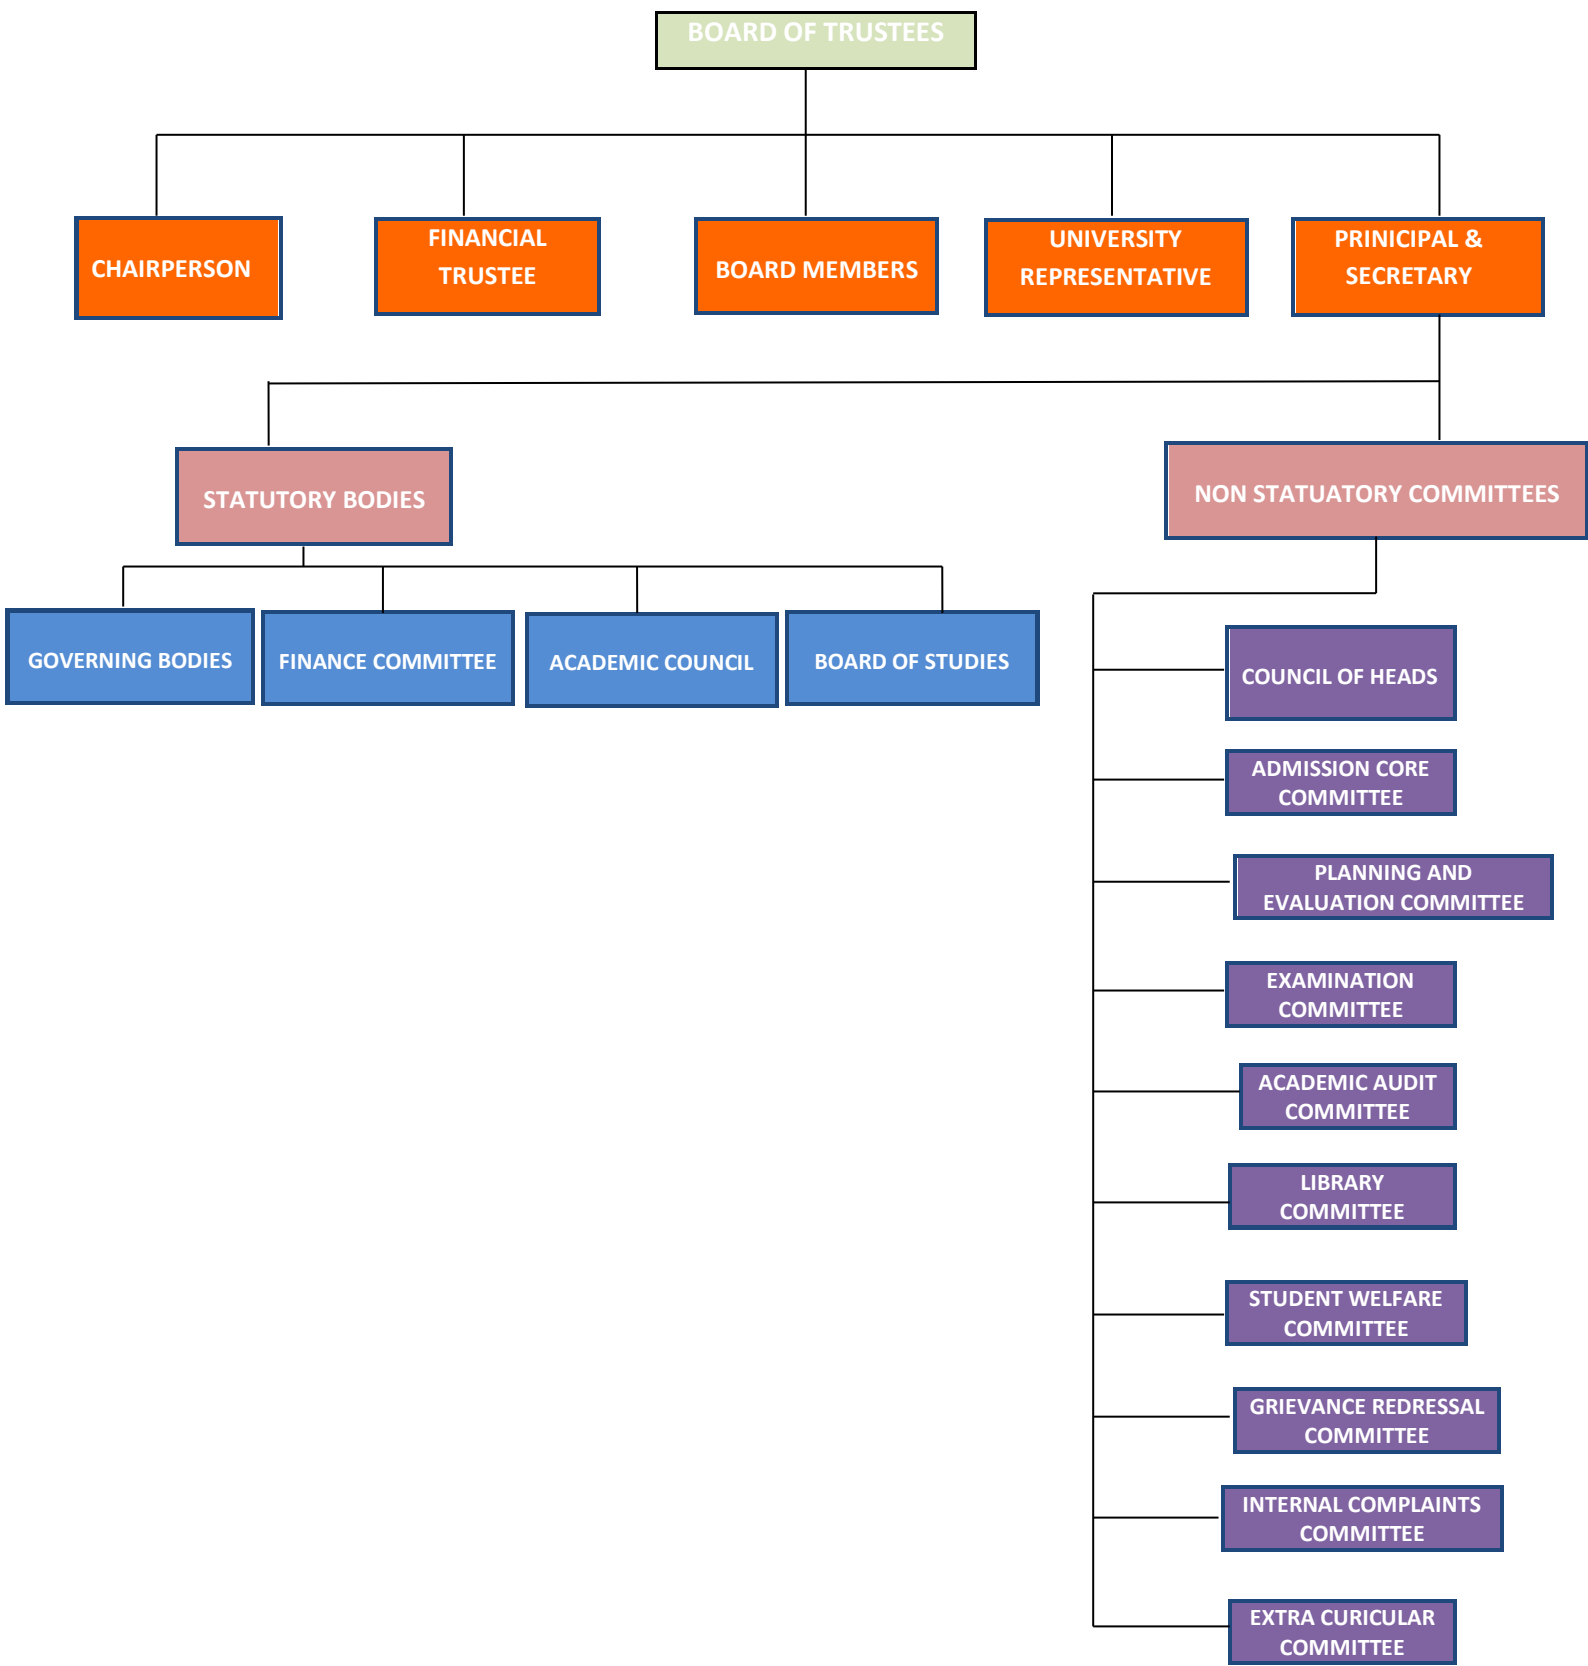 BOARD OF TRUSTEES
CHAIRPERSON
FINANCIAL
TRUSTEE
BOARD MEMBERS
UNIVERSITY
REPRESENTATIVE
PRINICIPAL &
SECRETARY
STATUTORY BODIES
NON STATUATORY COMMITTEES
GOVERNING BODIES
FINANCE COMMITTEE
ACADEMIC COUNCIL
BOARD OF STUDIES
COUNCIL OF HEADS
ADMISSION CORE
COMMITTEE
PLANNING AND
EVALUATION COMMITTEE
EXAMINATION
COMMITTEE
ACADEMIC AUDIT
COMMITTEE
LIBRARY
COMMITTEE
STUDENT WELFARE
COMMITTEE
GRIEVANCE REDRESSAL
COMMITTEE
INTERNAL COMPLAINTS
COMMITTEE
EXTRA CURICULAR
COMMITTEE